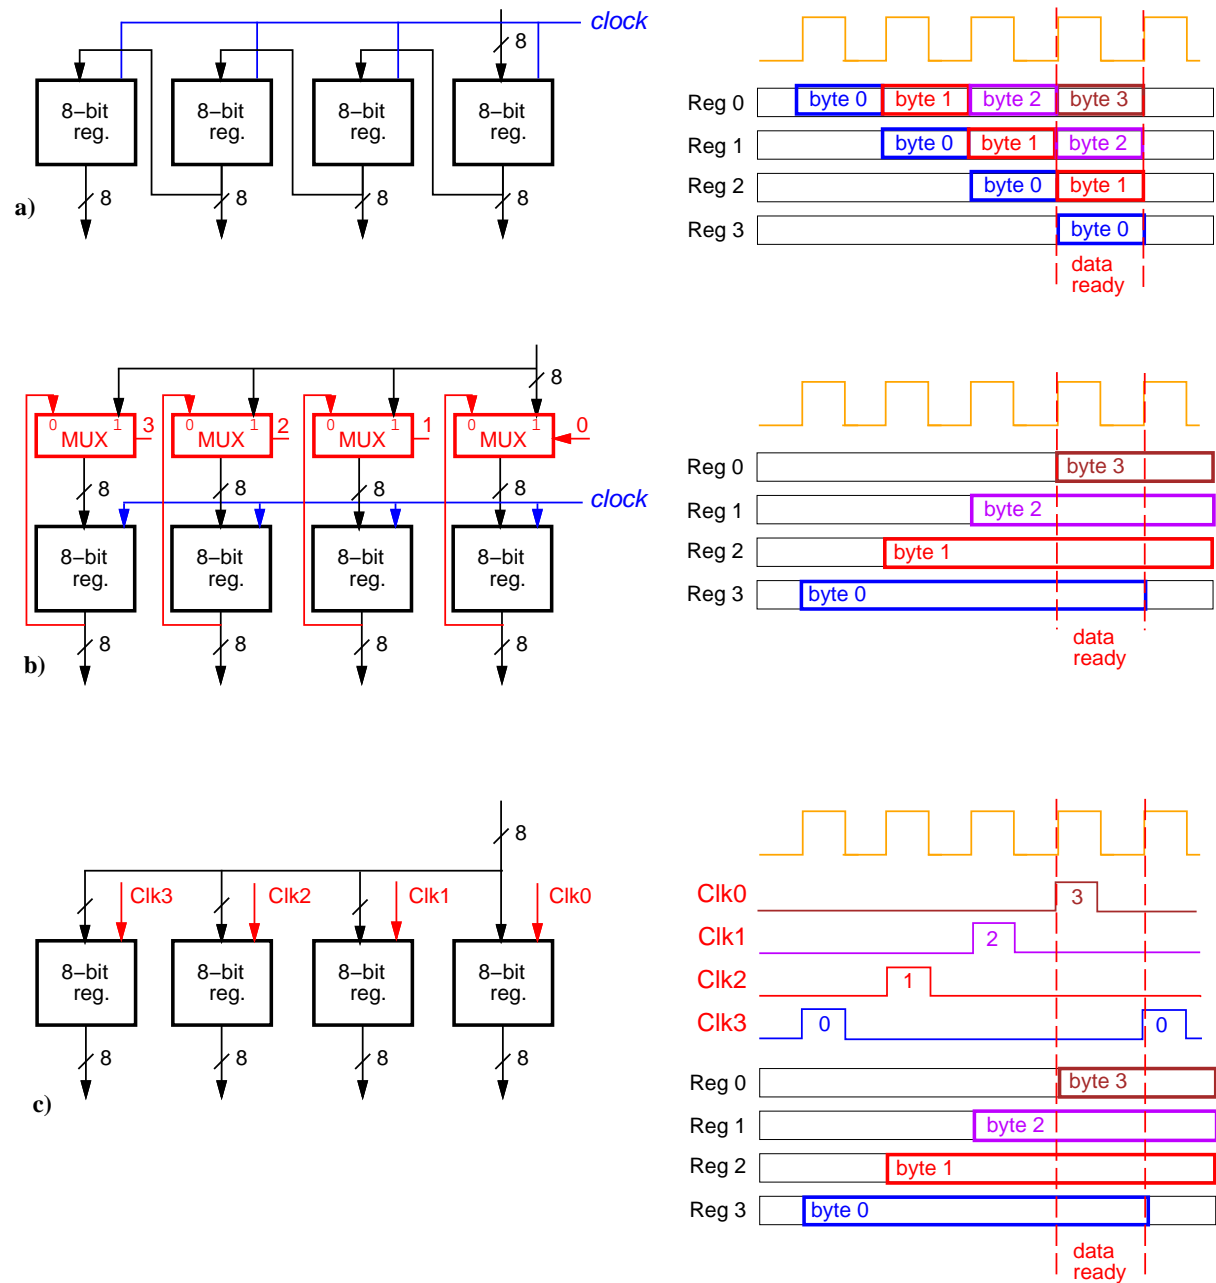 clock
8
8-bit reg. 8-bit reg. 8-bit reg. 8-bit reg.
8 8 8 8
a)
Reg 0 byte 0 byte 1 byte 2 byte 3
Reg 1 byte 0 byte 1 byte 2
Reg 2 byte 0 byte 1
Reg 3 byte 0
data
ready
8
0 1 3 0 1 2 0 1 1 0 1 0
MUX MUX MUX MUX
8 8 8 8
clock
8-bit reg. 8-bit reg. 8-bit reg. 8-bit reg.
8 8 8 8
b)
Reg 0 byte 3
Reg 1 byte 2
Reg 2 byte 1
Reg 3 byte 0
data
ready
8
Clk3 Clk2 Clk1 Clk0
8-bit reg. 8-bit reg. 8-bit reg. 8-bit reg.
8 8 8 8
c)
Clk0 3
Clk1 2
Clk2 1
Clk3 0 0
Reg 0 byte 3
Reg 1 byte 2
Reg 2 byte 1
Reg 3 byte 0
data
ready